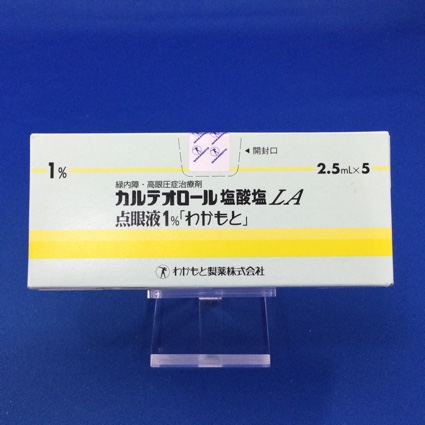 ◀開封口
1%
2.5mL×5
緑内障・高眼圧症治療剤
カルテオロール塩酸塩LA
点眼液1%「わかもと」
わかもと製薬株式会社